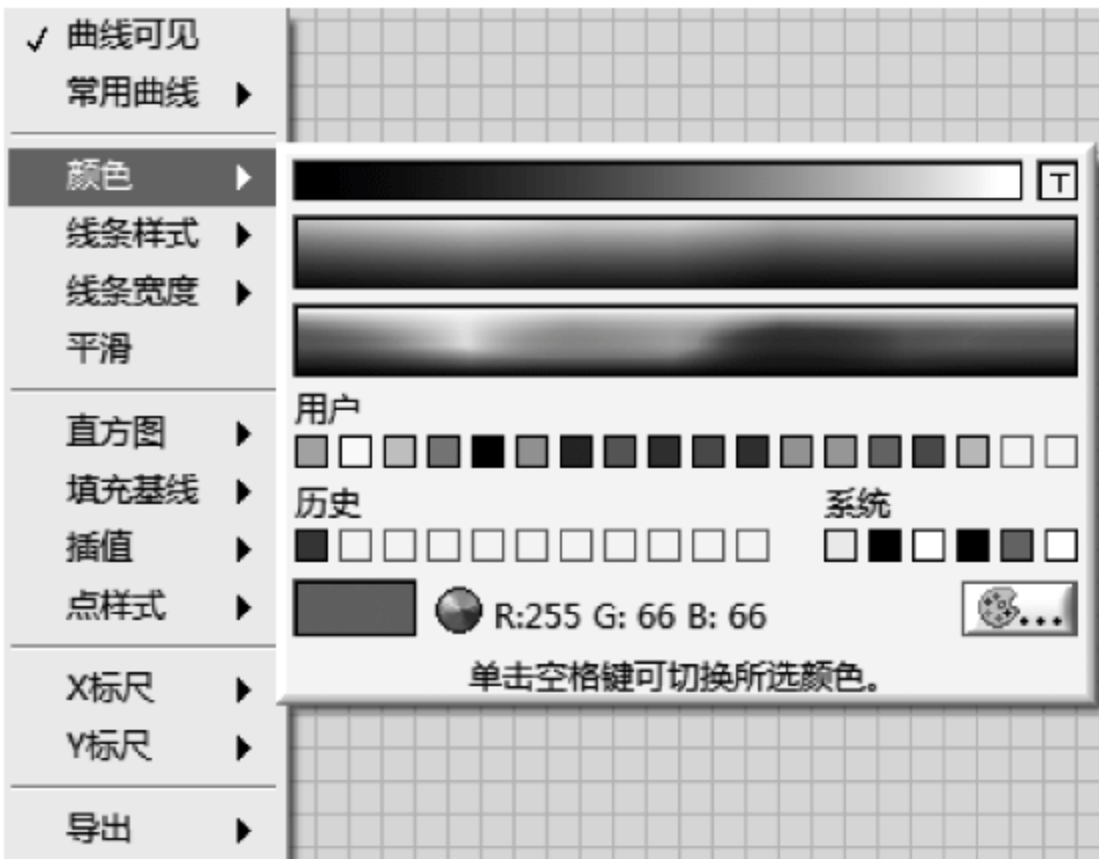 ✓ 曲线可见
常用曲线
颜色
线条样式
线条宽度
平滑
直方图
填充基线
插值
点样式
X标尺
Y标尺
导出
T
用户
历史
系统
R:255 G: 66 B: 66
...
单击空格键可切换所选颜色。